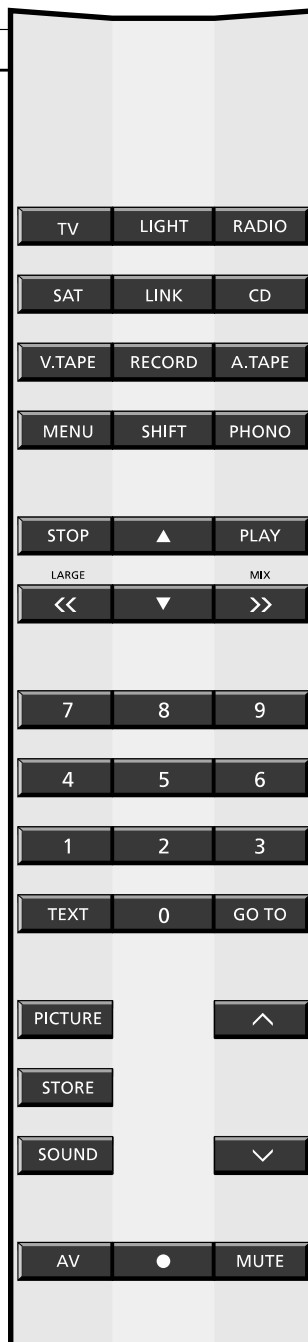 TV LIGHT RADIO
SAT LINK CD
V.TAPE RECORD A.TAPE
MENU SHIFT PHONO
STOP ▲ PLAY
LARGE MIX
<< ▼ >>
7 8 9
4 5 6
1 2 3
TEXT 0 GO TO
PICTURE
STORE
SOUND
AV ● MUTE